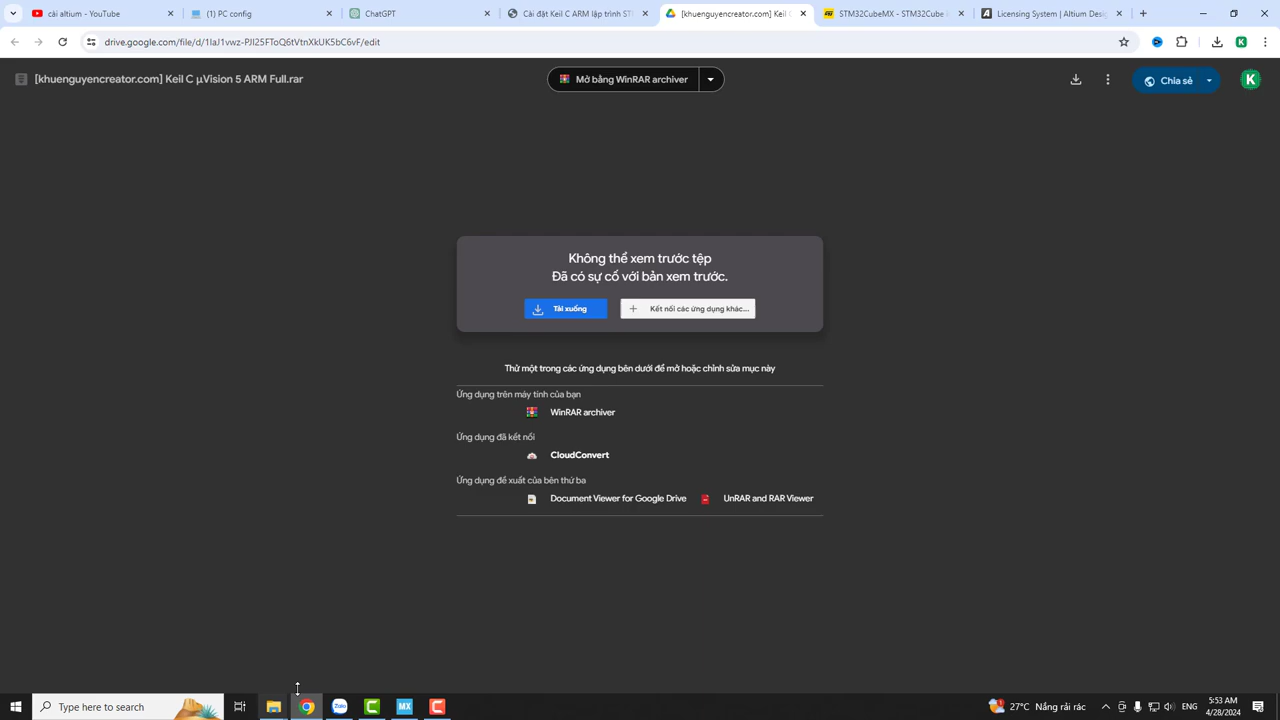 cài altium - YouTube
(1) PC config
ChatGPT
Cài đặt Keil C ARM lập trình ST
[khuenguyencreator.com] Keil C
STM32CubeMX - STM32Cube
Licensing System | Altium Desig
drive.google.com/file/d/1laJ1vwz-PJI25FToQ6tVtnXkUK5bC6vF/edit
[khuenguyencreator.com] Keil C µVision 5 ARM Full.rar
Mở bằng WinRAR archiver
Chia sẻ
K
Không thể xem trước tệp
Đã có sự cố với bản xem trước.
Tải xuống
Kết nối các ứng dụng khác...
Thử một trong các ứng dụng bên dưới để mở hoặc chỉnh sửa mục này
Ứng dụng trên máy tính của bạn
WinRAR archiver
Ứng dụng đã kết nối
CloudConvert
Ứng dụng đề xuất của bên thứ ba
Document Viewer for Google Drive
UnRAR and RAR Viewer
Type here to search
Zalo
MX
27°C Nắng rải rác
ENG
5:53 AM
4/28/2024